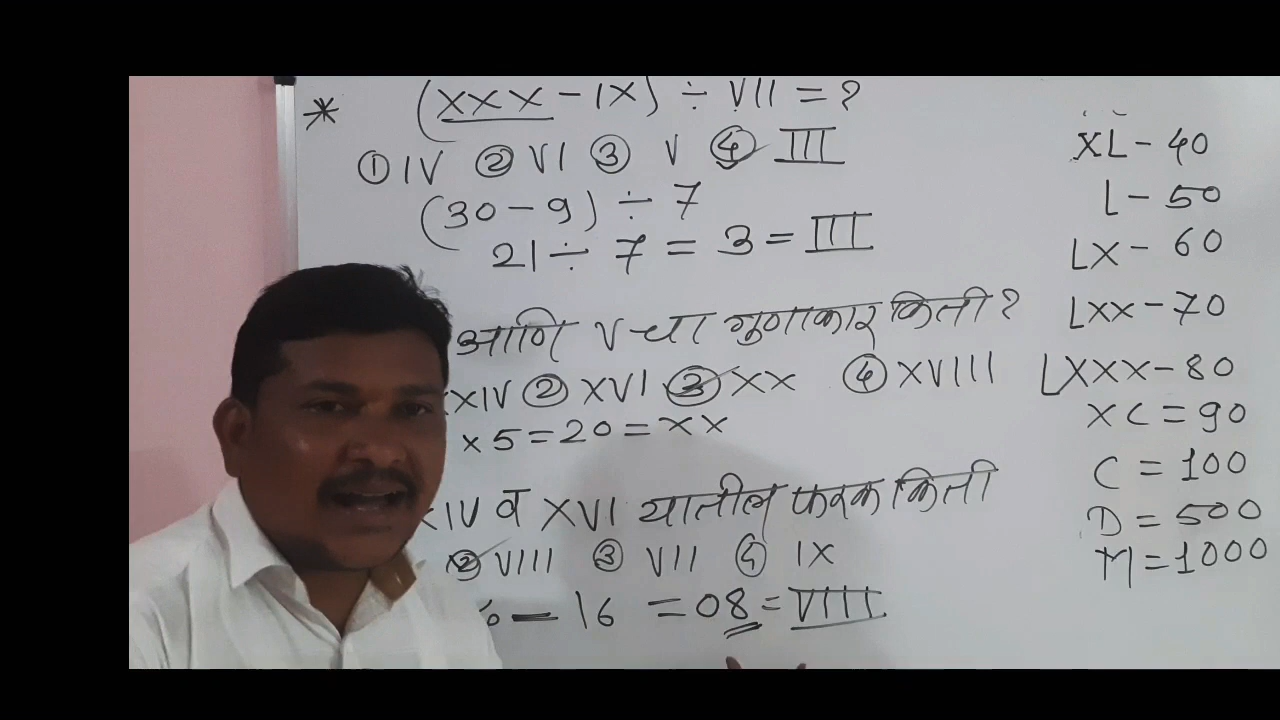 * (XXX - IX) ÷ VII = ?
① IV ② VI ③ V ④ III
(30 - 9) ÷ 7
21 ÷ 7 = 3 = III
आणि V चा गुणाकार किती?
XIV ② XVI ③ XX ④ XVIII
× 5 = 20 = XX
XIV व XVI यातील फरक किती
② VIII ③ VII ④ IX
- 16 = 08 = VIII
XL - 40
L - 50
LX - 60
LXX - 70
LXXX - 80
XC = 90
C = 100
D = 500
M = 1000